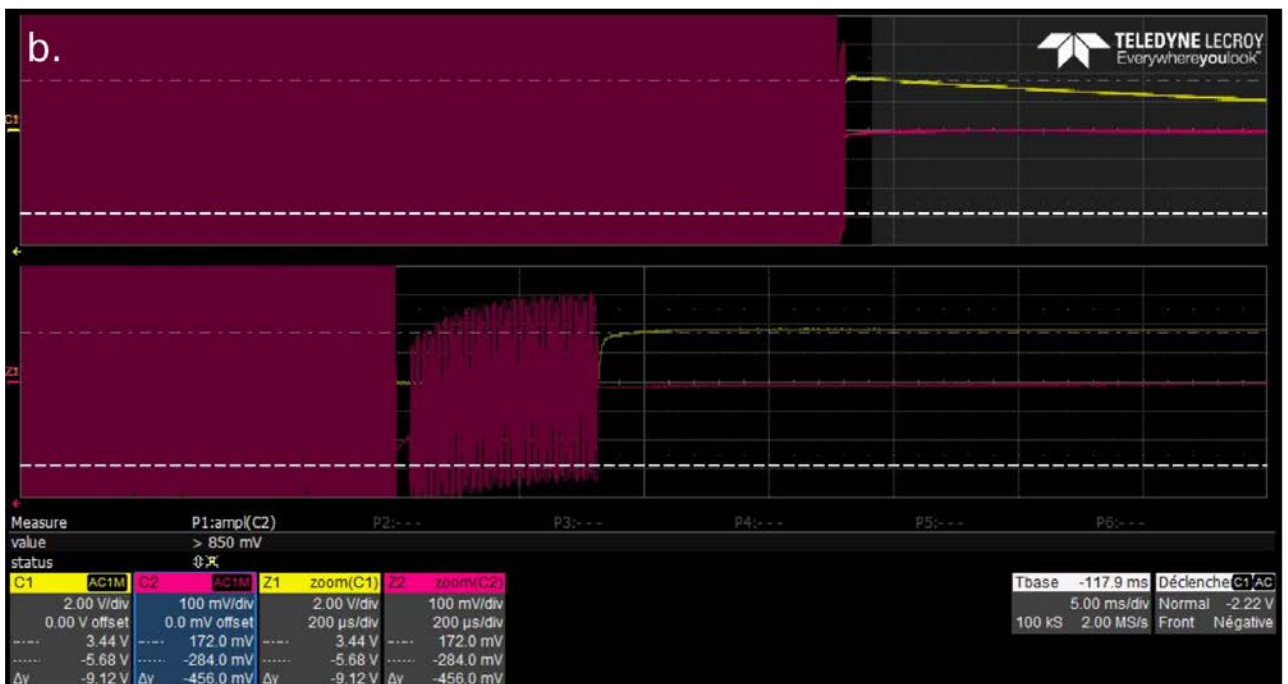 b.
TELEDYNE LECROY
Everywhereyoulook™
C1
Z1
Measure P1:ampl(C2) P2:- - - P3:- - - P4:- - - P5:- - - P6:- - -
value > 850 mV
status
C1 AC1M C2 AC1M Z1 zoom(C1) Z2 zoom(C2) Tbase -117.9 ms Déclenche C1 AC
2.00 V/div 100 mV/div 2.00 V/div 100 mV/div 5.00 ms/div Normal -2.22 V
0.00 V offset 0.0 mV offset 200 µs/div 200 µs/div 100 kS 2.00 MS/s Front Négative
3.44 V 172.0 mV 3.44 V 172.0 mV
-5.68 V -284.0 mV -5.68 V -284.0 mV
Δy -9.12 V Δy -456.0 mV Δy -9.12 V Δy -456.0 mV